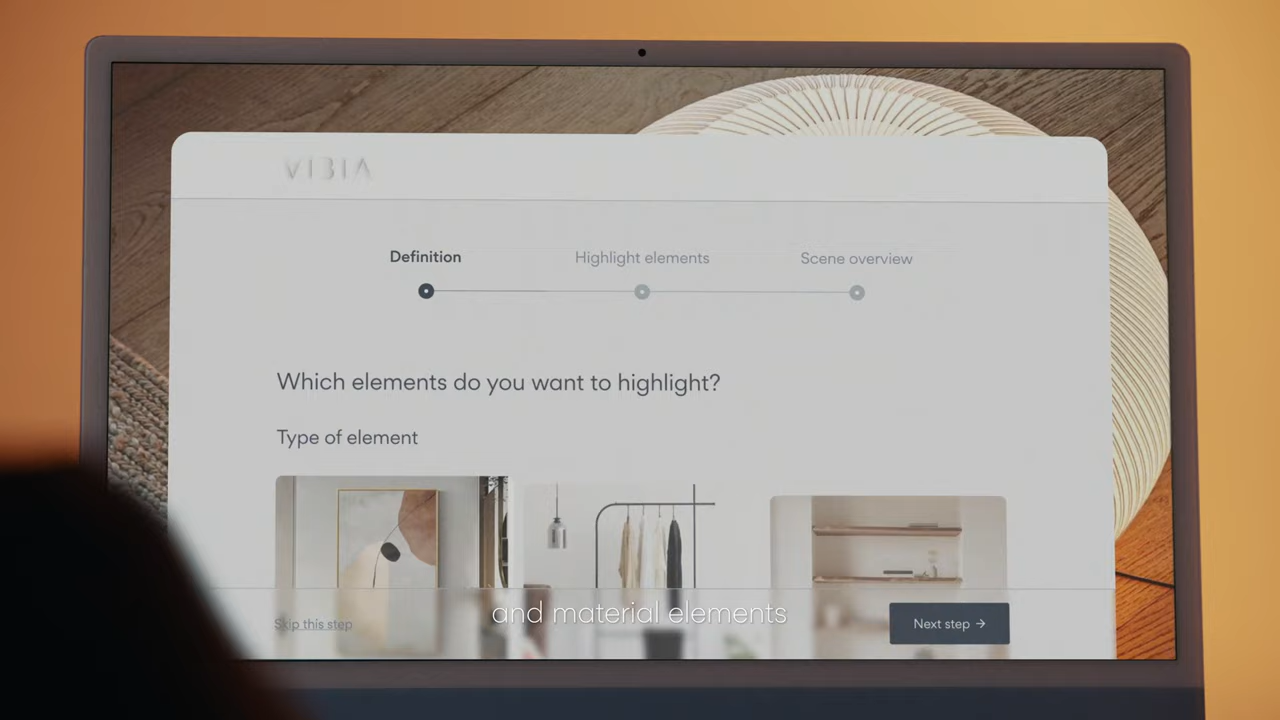 VIBIA
Definition
Highlight elements
Scene overview
Which elements do you want to highlight?
Type of element
and material elements
Skip this step
Next step →